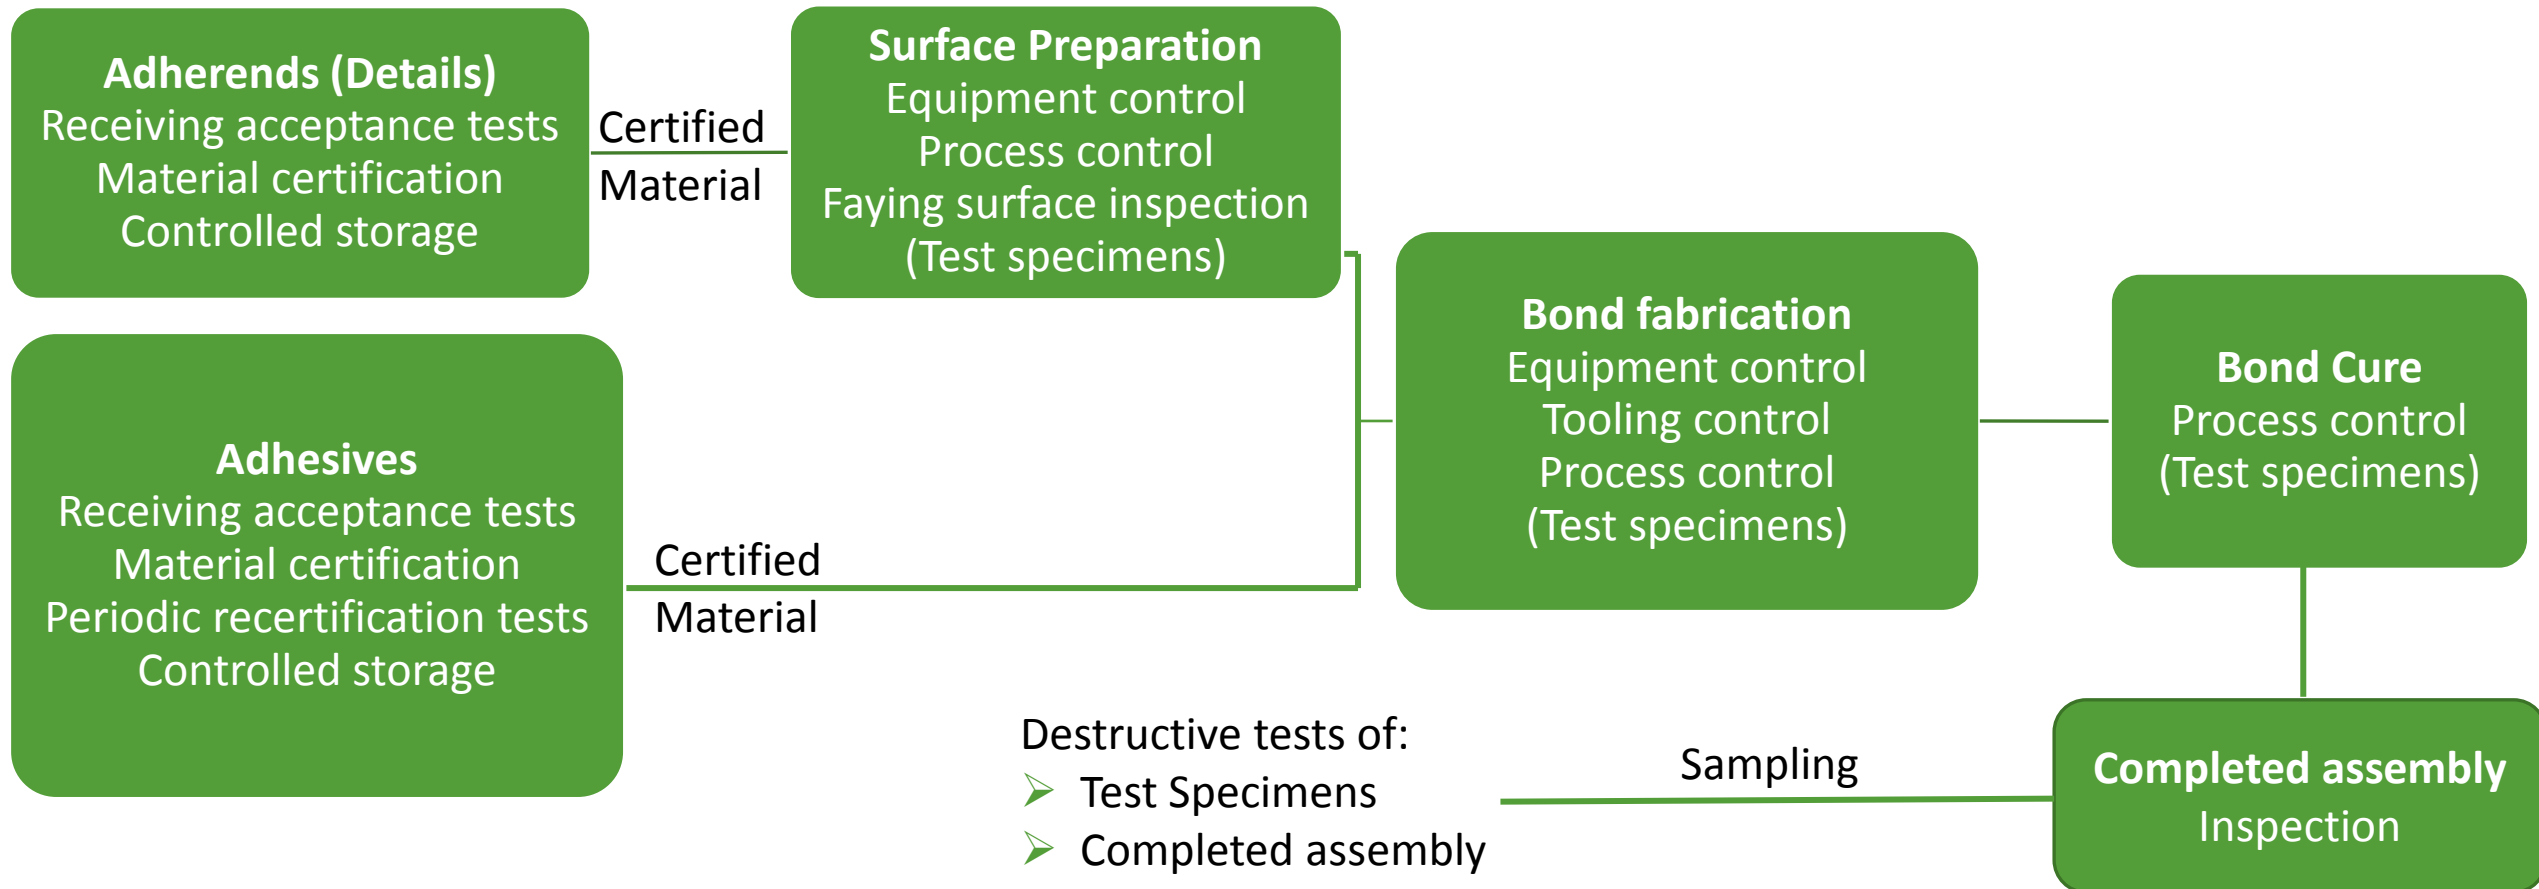 Adherends (Details)
Receiving acceptance tests
Material certification
Controlled storage
Certified
Material
Surface Preparation
Equipment control
Process control
Faying surface inspection
(Test specimens)
Adhesives
Receiving acceptance tests
Material certification
Periodic recertification tests
Controlled storage
Certified
Material
Bond fabrication
Equipment control
Tooling control
Process control
(Test specimens)
Bond Cure
Process control
(Test specimens)
Completed assembly
Inspection
Sampling
Destructive tests of:
Test Specimens
Completed assembly